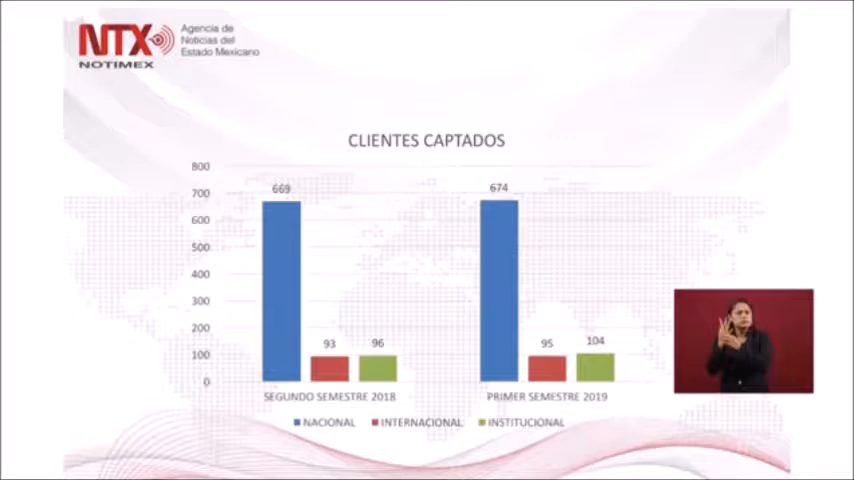 NTX
NOTIMEX
Agencia de
Noticias del
Estado Mexicano
CLIENTES CAPTADOS
800
700
600
500
400
300
200
100
0
669
93
96
674
95
104
SEGUNDO SEMESTRE 2018
PRIMER SEMESTRE 2019
NACIONAL
INTERNACIONAL
INSTITUCIONAL